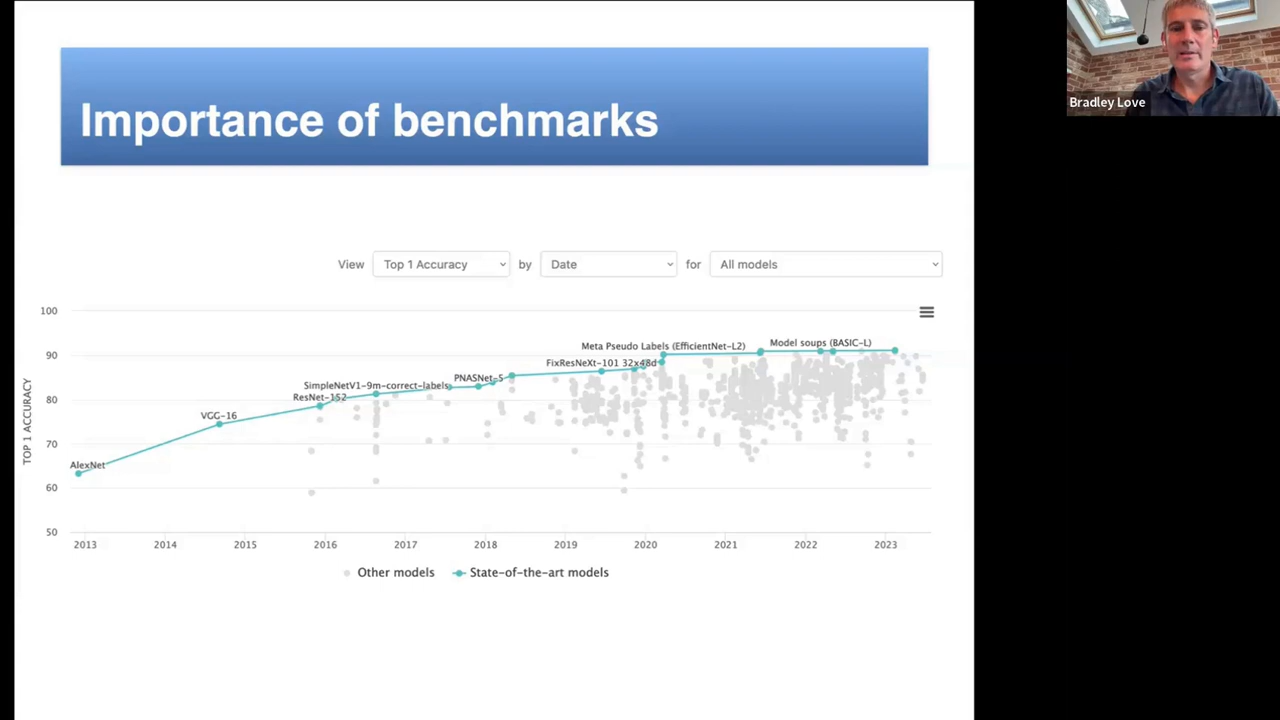 Bradley Love
Importance of benchmarks
View Top 1 Accuracy by Date for All models
100
90
80
70
60
50
TOP 1 ACCURACY
AlexNet
VGG-16
ResNet-152
SimpleNetV1-9m-correct-labels
PNASNet-5
FixResNeXt-101 32x48d
Meta Pseudo Labels (EfficientNet-L2)
Model soups (BASIC-L)
2013 2014 2015 2016 2017 2018 2019 2020 2021 2022 2023
Other models State-of-the-art models